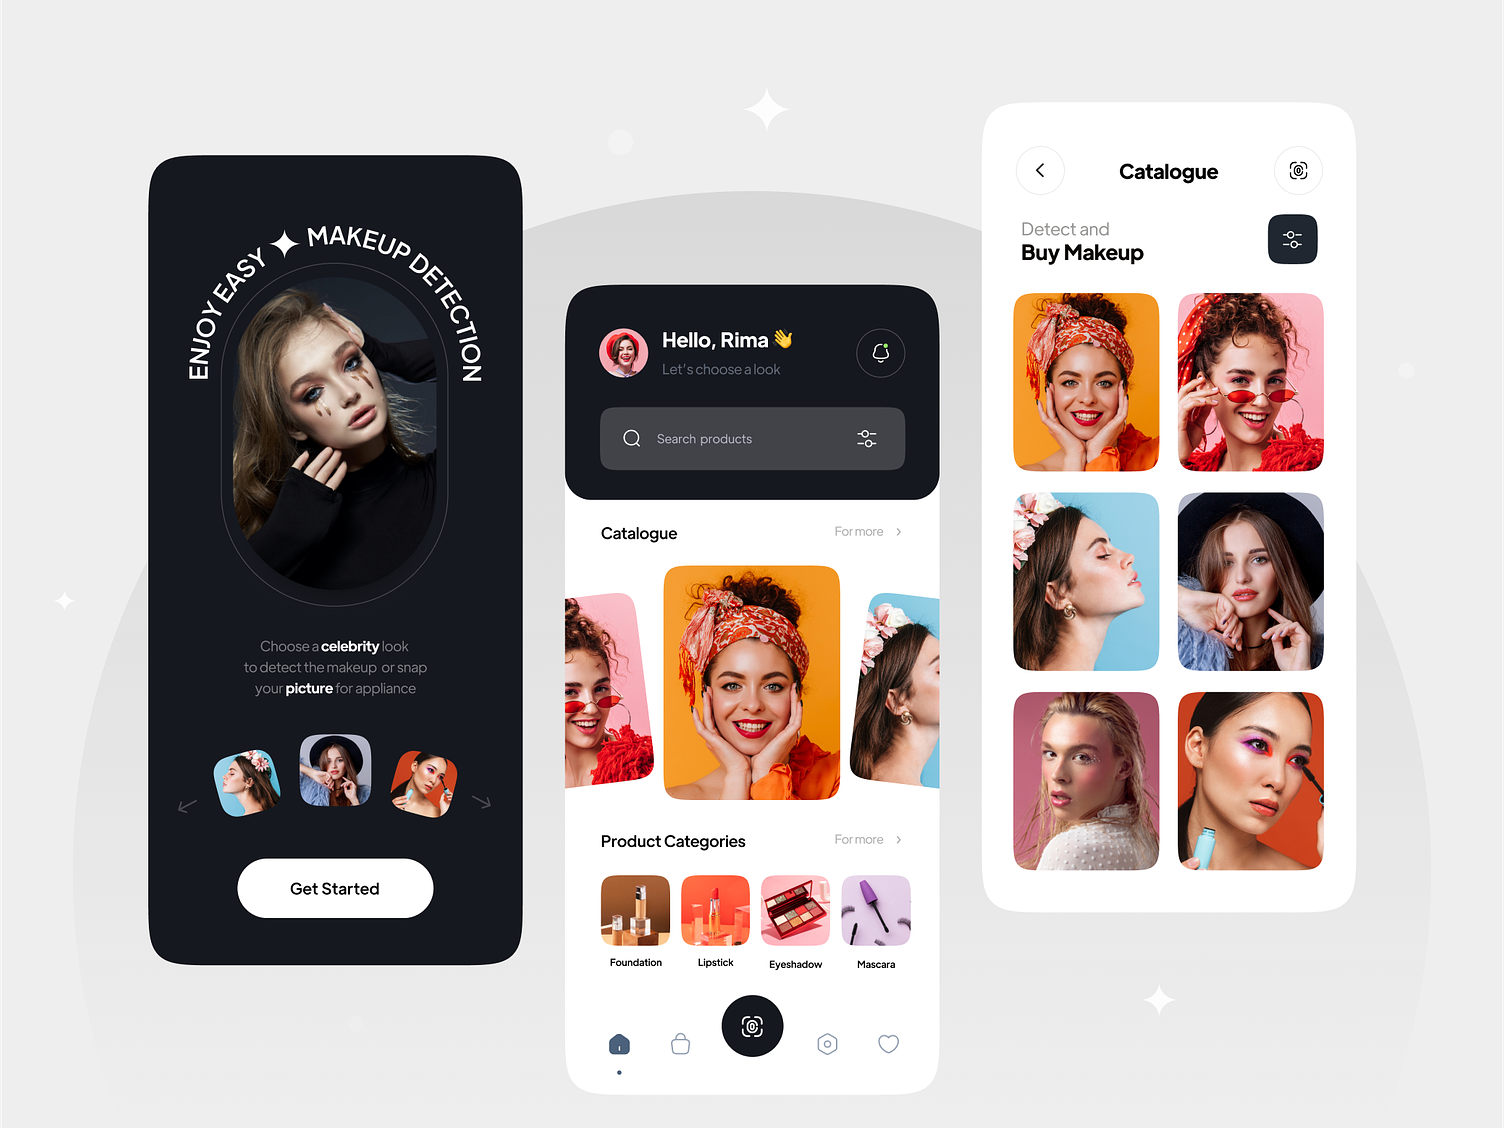 ENJOY EASY MAKEUP DETECTION
Choose a celebrity look
to detect the makeup or snap
your picture for appliance
Get Started
Hello, Rima 👋
Let's choose a look
Search products
Catalogue
For more
Product Categories
For more
Foundation
Lipstick
Eyeshadow
Mascara
Catalogue
Detect and
Buy Makeup